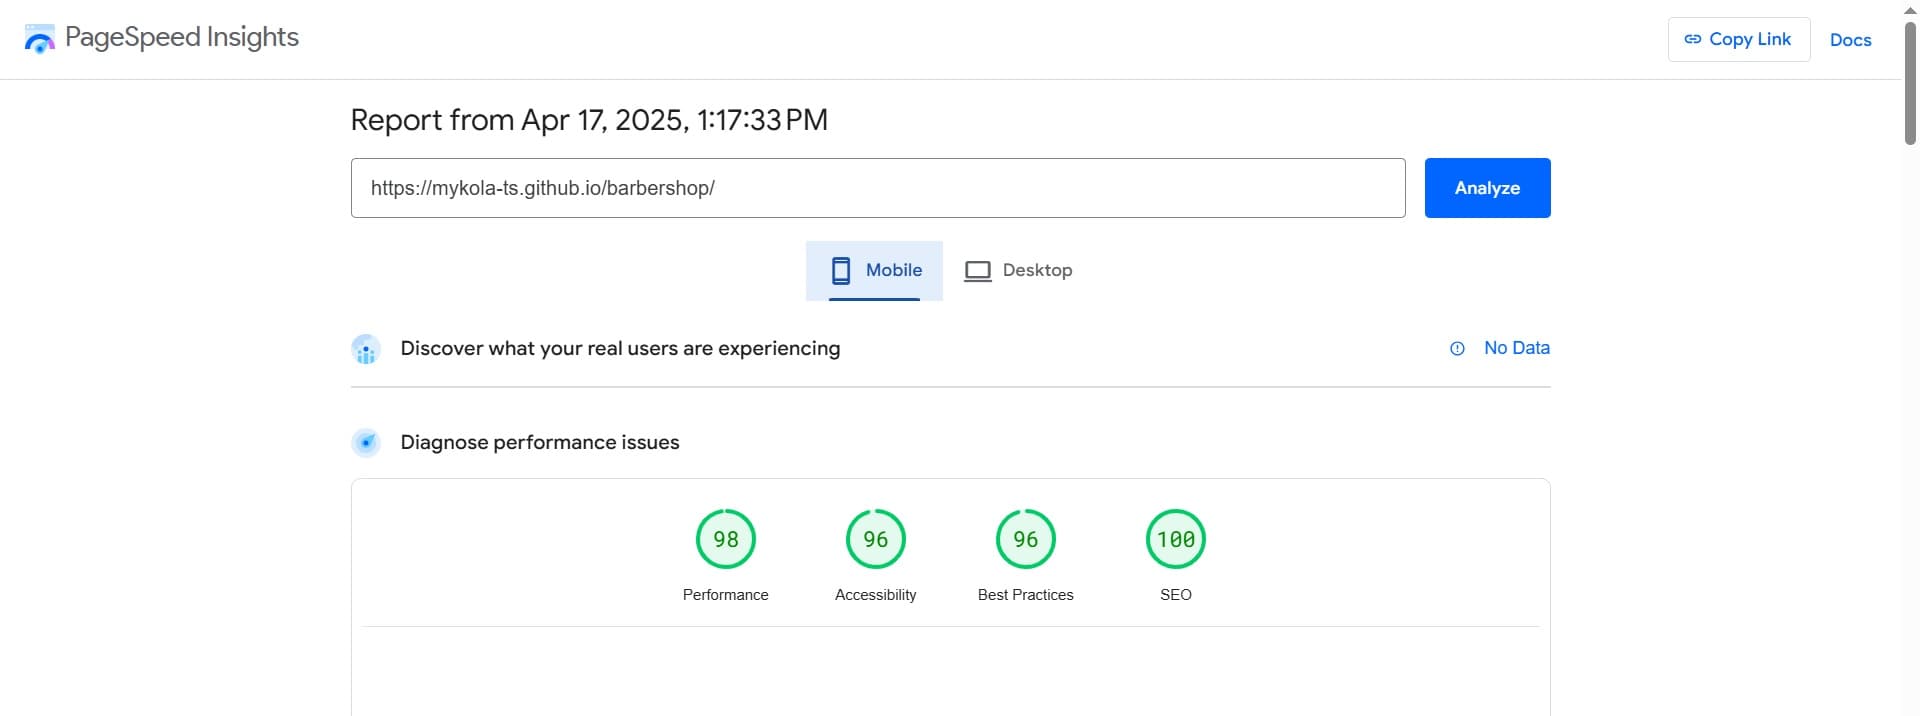 PageSpeed Insights
Copy Link
Docs
Report from Apr 17, 2025, 1:17:33 PM
https://mykola-ts.github.io/barbershop/
Analyze
Mobile
Desktop
Discover what your real users are experiencing
No Data
Diagnose performance issues
98
96
96
100
Performance
Accessibility
Best Practices
SEO